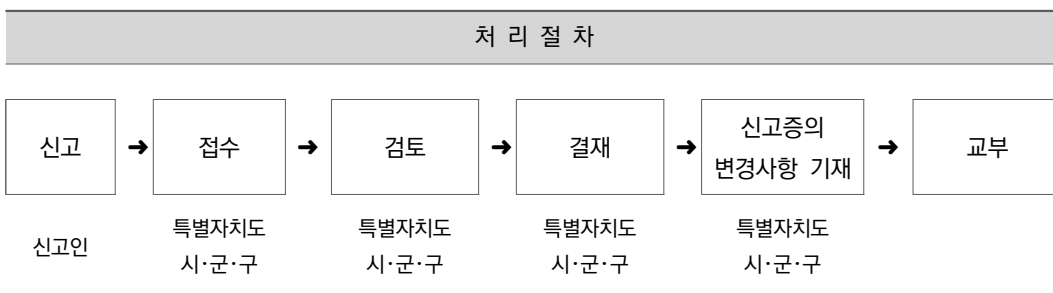 처 리 절 차
신고 ➜ 접수 ➜ 검토 ➜ 결재 ➜ 신고증의 변경사항 기재 ➜ 교부
신고인
특별자치도 시·군·구
특별자치도 시·군·구
특별자치도 시·군·구
특별자치도 시·군·구